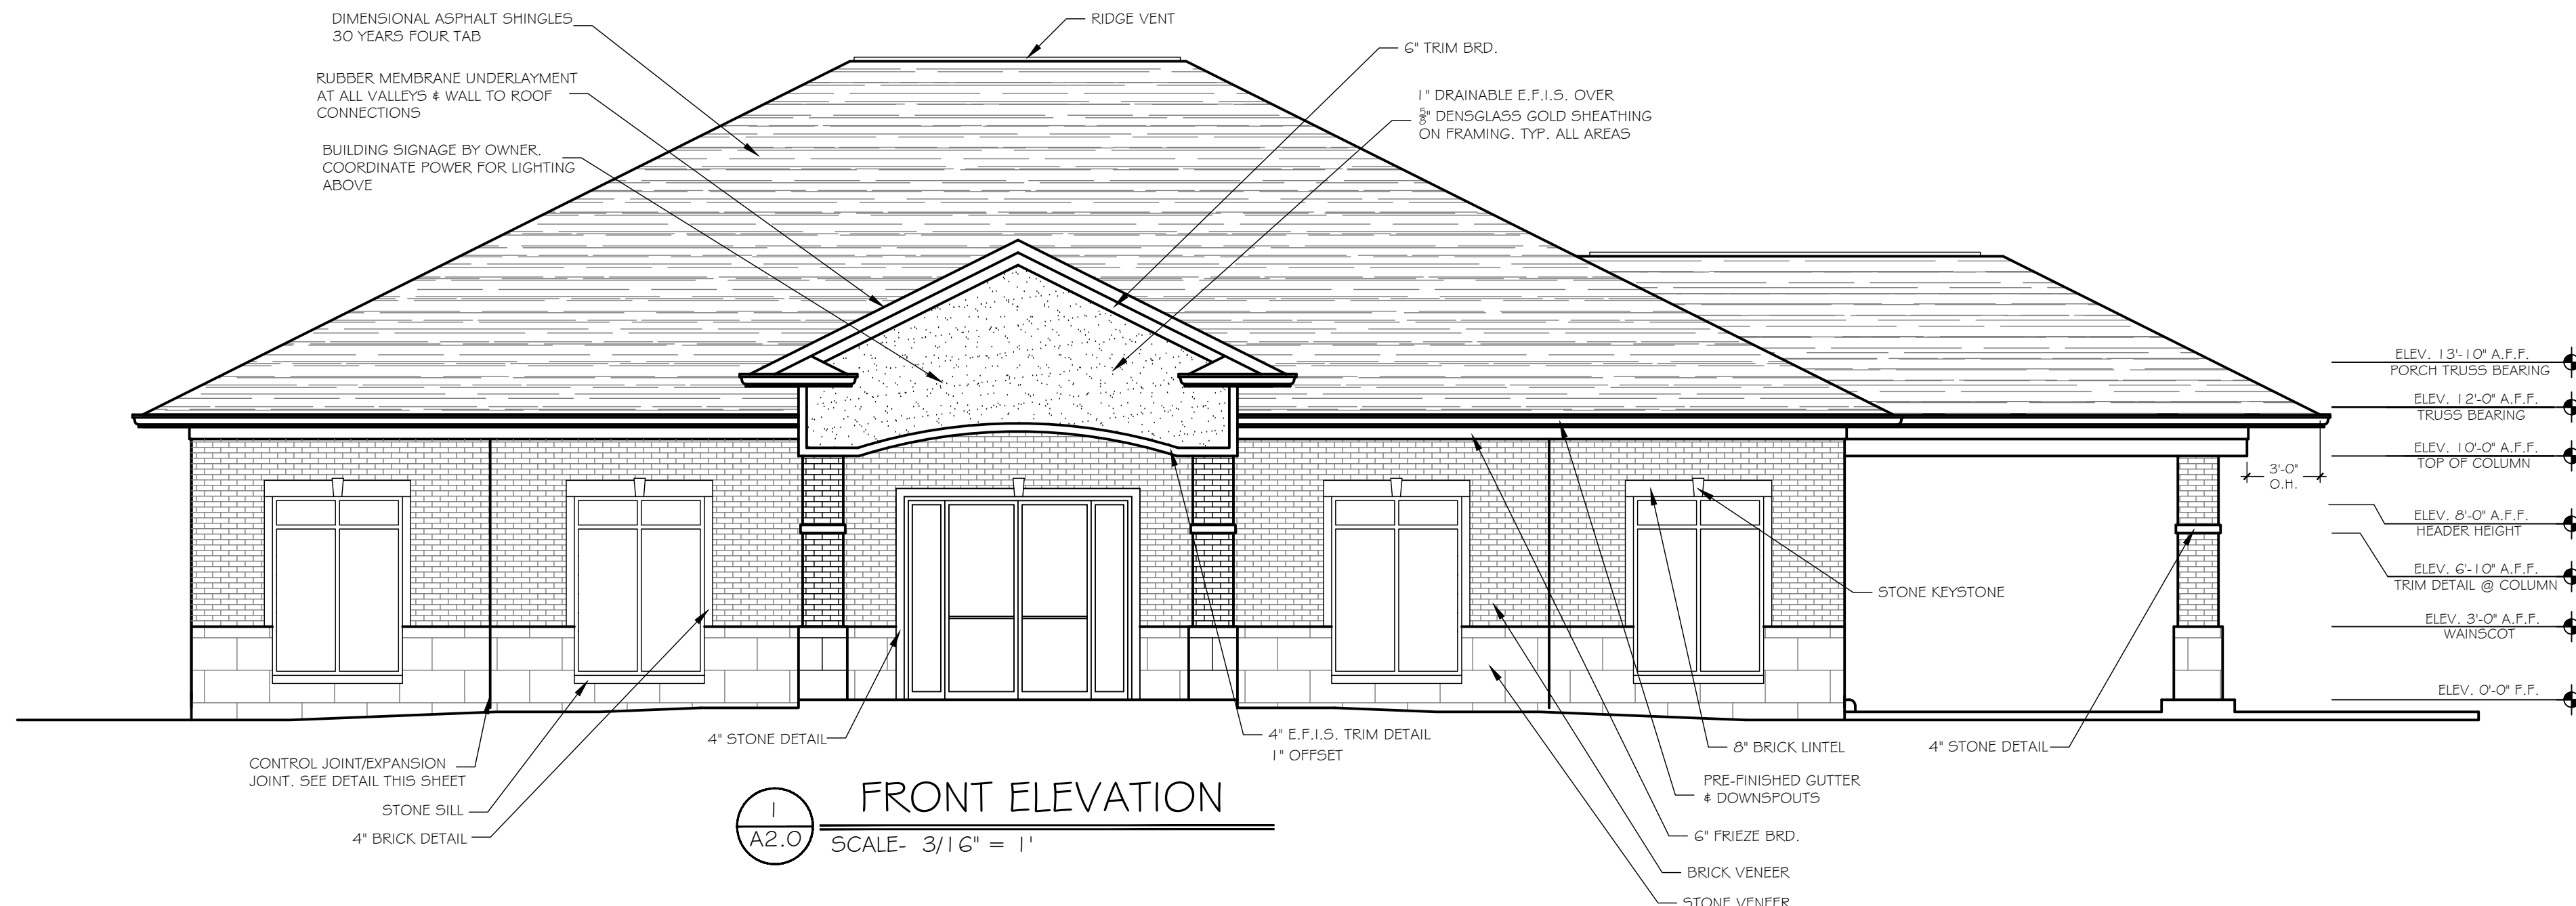 DIMENSIONAL ASPHALT SHINGLES
30 YEARS FOUR TAB
RUBBER MEMBRANE UNDERLAYMENT
AT ALL VALLEYS & WALL TO ROOF
CONNECTIONS
BUILDING SIGNAGE BY OWNER.
COORDINATE POWER FOR LIGHTING
ABOVE
RIDGE VENT
6" TRIM BRD.
1" DRAINABLE E.F.I.S. OVER
5/8" DENSGLASS GOLD SHEATHING
ON FRAMING. TYP. ALL AREAS
ELEV. 13'-10" A.F.F.
PORCH TRUSS BEARING
ELEV. 12'-0" A.F.F.
TRUSS BEARING
ELEV. 10'-0" A.F.F.
TOP OF COLUMN
3'-0"
O.H.
ELEV. 8'-0" A.F.F.
HEADER HEIGHT
ELEV. 6'-10" A.F.F.
TRIM DETAIL @ COLUMN
ELEV. 3'-0" A.F.F.
WAINSCOT
ELEV. 0'-0" F.F.
STONE KEYSTONE
CONTROL JOINT/EXPANSION
JOINT. SEE DETAIL THIS SHEET
STONE SILL
4" BRICK DETAIL
4" STONE DETAIL
4" E.F.I.S. TRIM DETAIL
1" OFFSET
8" BRICK LINTEL
4" STONE DETAIL
PRE-FINISHED GUTTER
& DOWNSPOUTS
6" FRIEZE BRD.
BRICK VENEER
STONE VENEER
1
A2.0
FRONT ELEVATION
SCALE- 3/16" = 1'